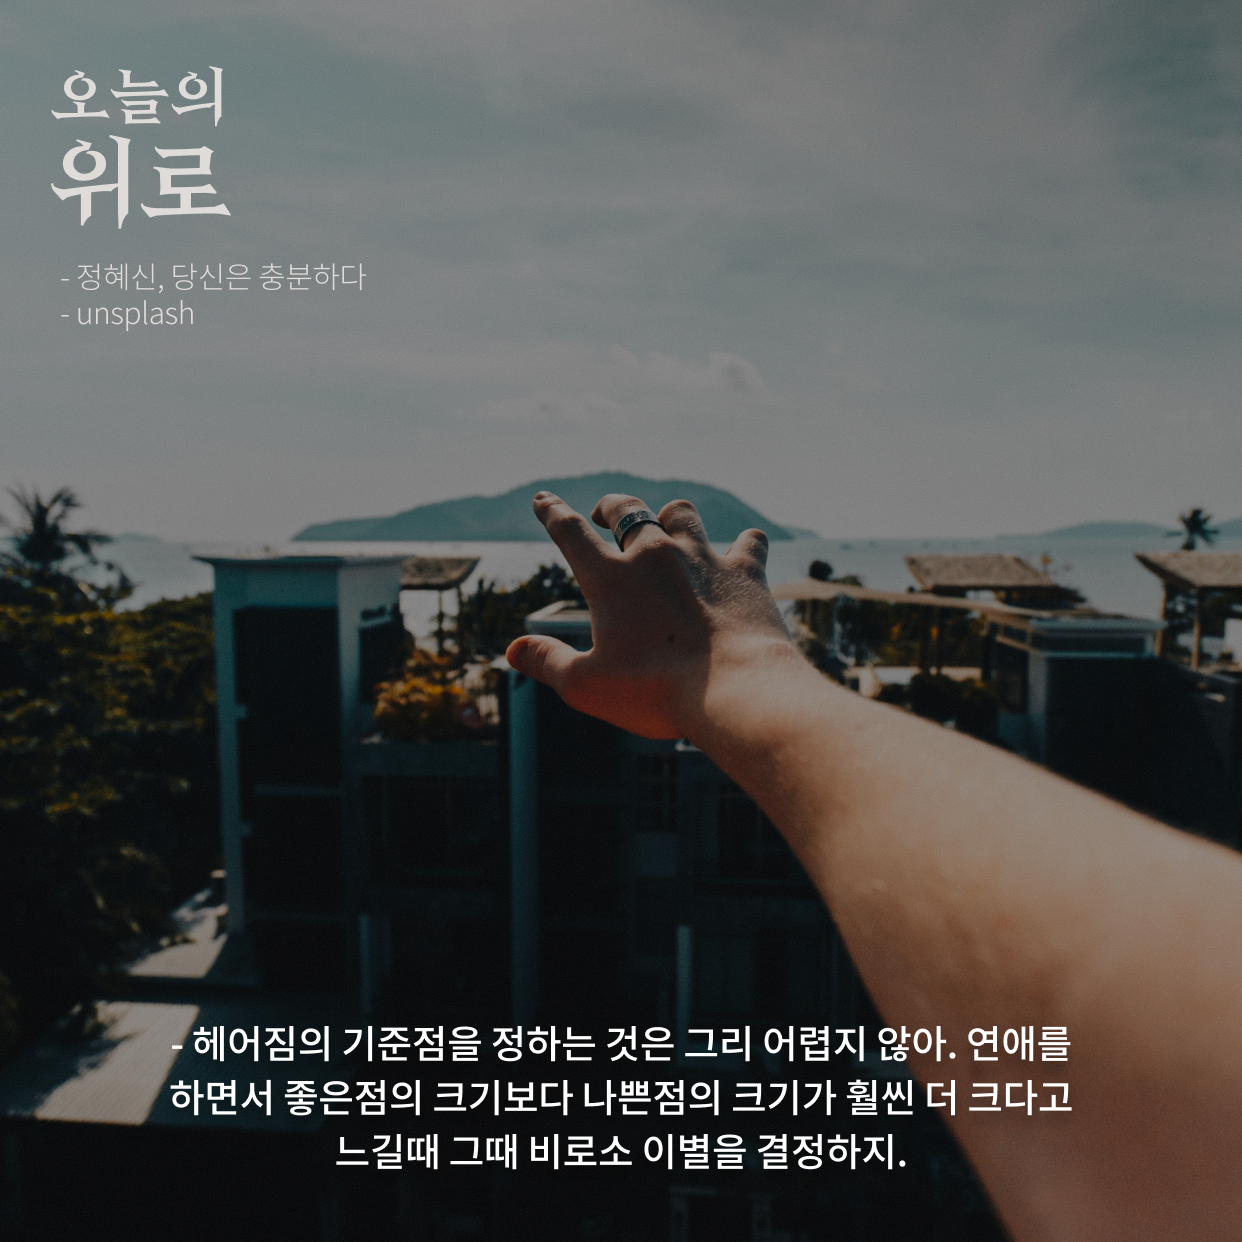 오늘의
위로
- 정혜신, 당신은 충분하다
- unsplash
- 헤어짐의 기준점을 정하는 것은 그리 어렵지 않아. 연애를
하면서 좋은점의 크기보다 나쁜점의 크기가 훨씬 더 크다고
느길때 그때 비로소 이별을 결정하지.